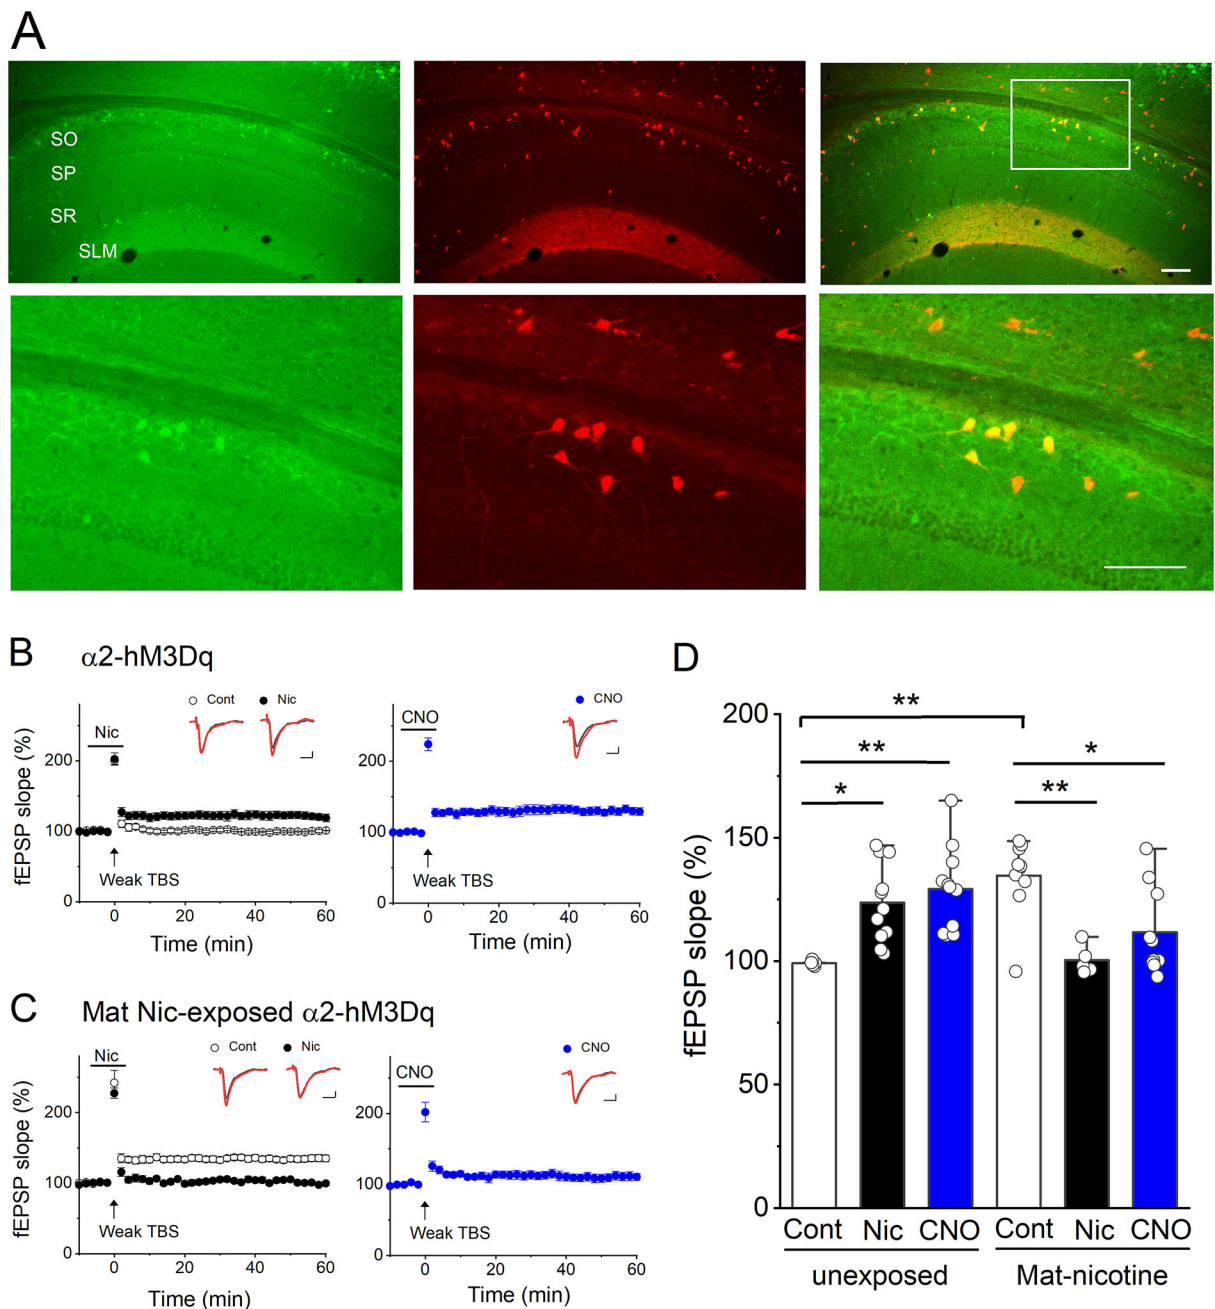 A
SO
SP
SR
SLM
B
α2-hM3Dq
fEPSP slope (%)
200
100
0
Nic
Cont
Nic
Weak TBS
0
20
40
60
Time (min)
200
100
0
CNO
CNO
Weak TBS
0
20
40
60
Time (min)
C
Mat Nic-exposed α2-hM3Dq
fEPSP slope (%)
200
100
0
Nic
Cont
Nic
Weak TBS
0
20
40
60
Time (min)
200
100
0
CNO
CNO
Weak TBS
0
20
40
60
Time (min)
D
fEPSP slope (%)
200
150
100
50
0
**
**
*
*
**
Cont Nic CNO Cont Nic CNO
unexposed Mat-nicotine